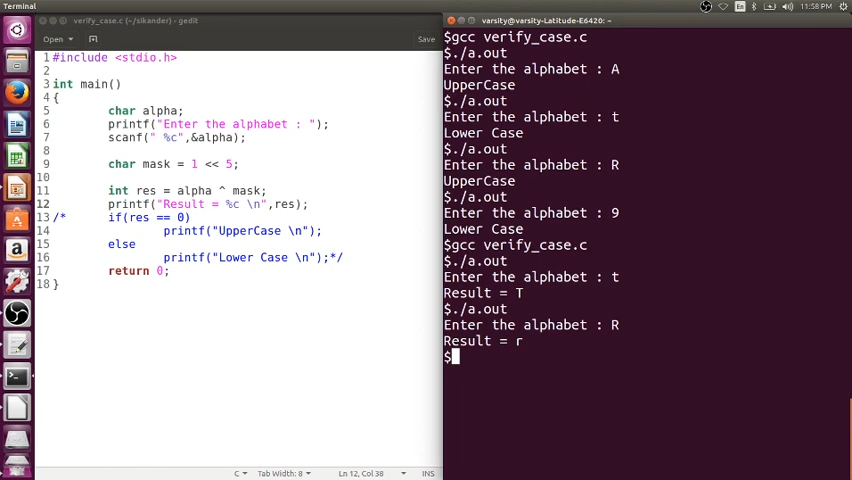 Terminal
En
11:58 PM
verify_case.c (~/sikander) - gedit
Open
Save
1 #include <stdio.h>
2
3 int main()
4 {
5 char alpha;
6 printf("Enter the alphabet : ");
7 scanf(" %c",&alpha);
8
9 char mask = 1 << 5;
10
11 int res = alpha ^ mask;
12 printf("Result = %c \n",res);
13 /* if(res == 0)
14 printf("UpperCase \n");
15 else
16 printf("Lower Case \n");*/
17 return 0;
18 }
C
Tab Width: 8
Ln 12, Col 38
INS
varsity@varsity-Latitude-E6420: ~
$gcc verify_case.c
$./a.out
Enter the alphabet : A
UpperCase
$./a.out
Enter the alphabet : t
Lower Case
$./a.out
Enter the alphabet : R
UpperCase
$./a.out
Enter the alphabet : 9
Lower Case
$gcc verify_case.c
$./a.out
Enter the alphabet : t
Result = T
$./a.out
Enter the alphabet : R
Result = r
$